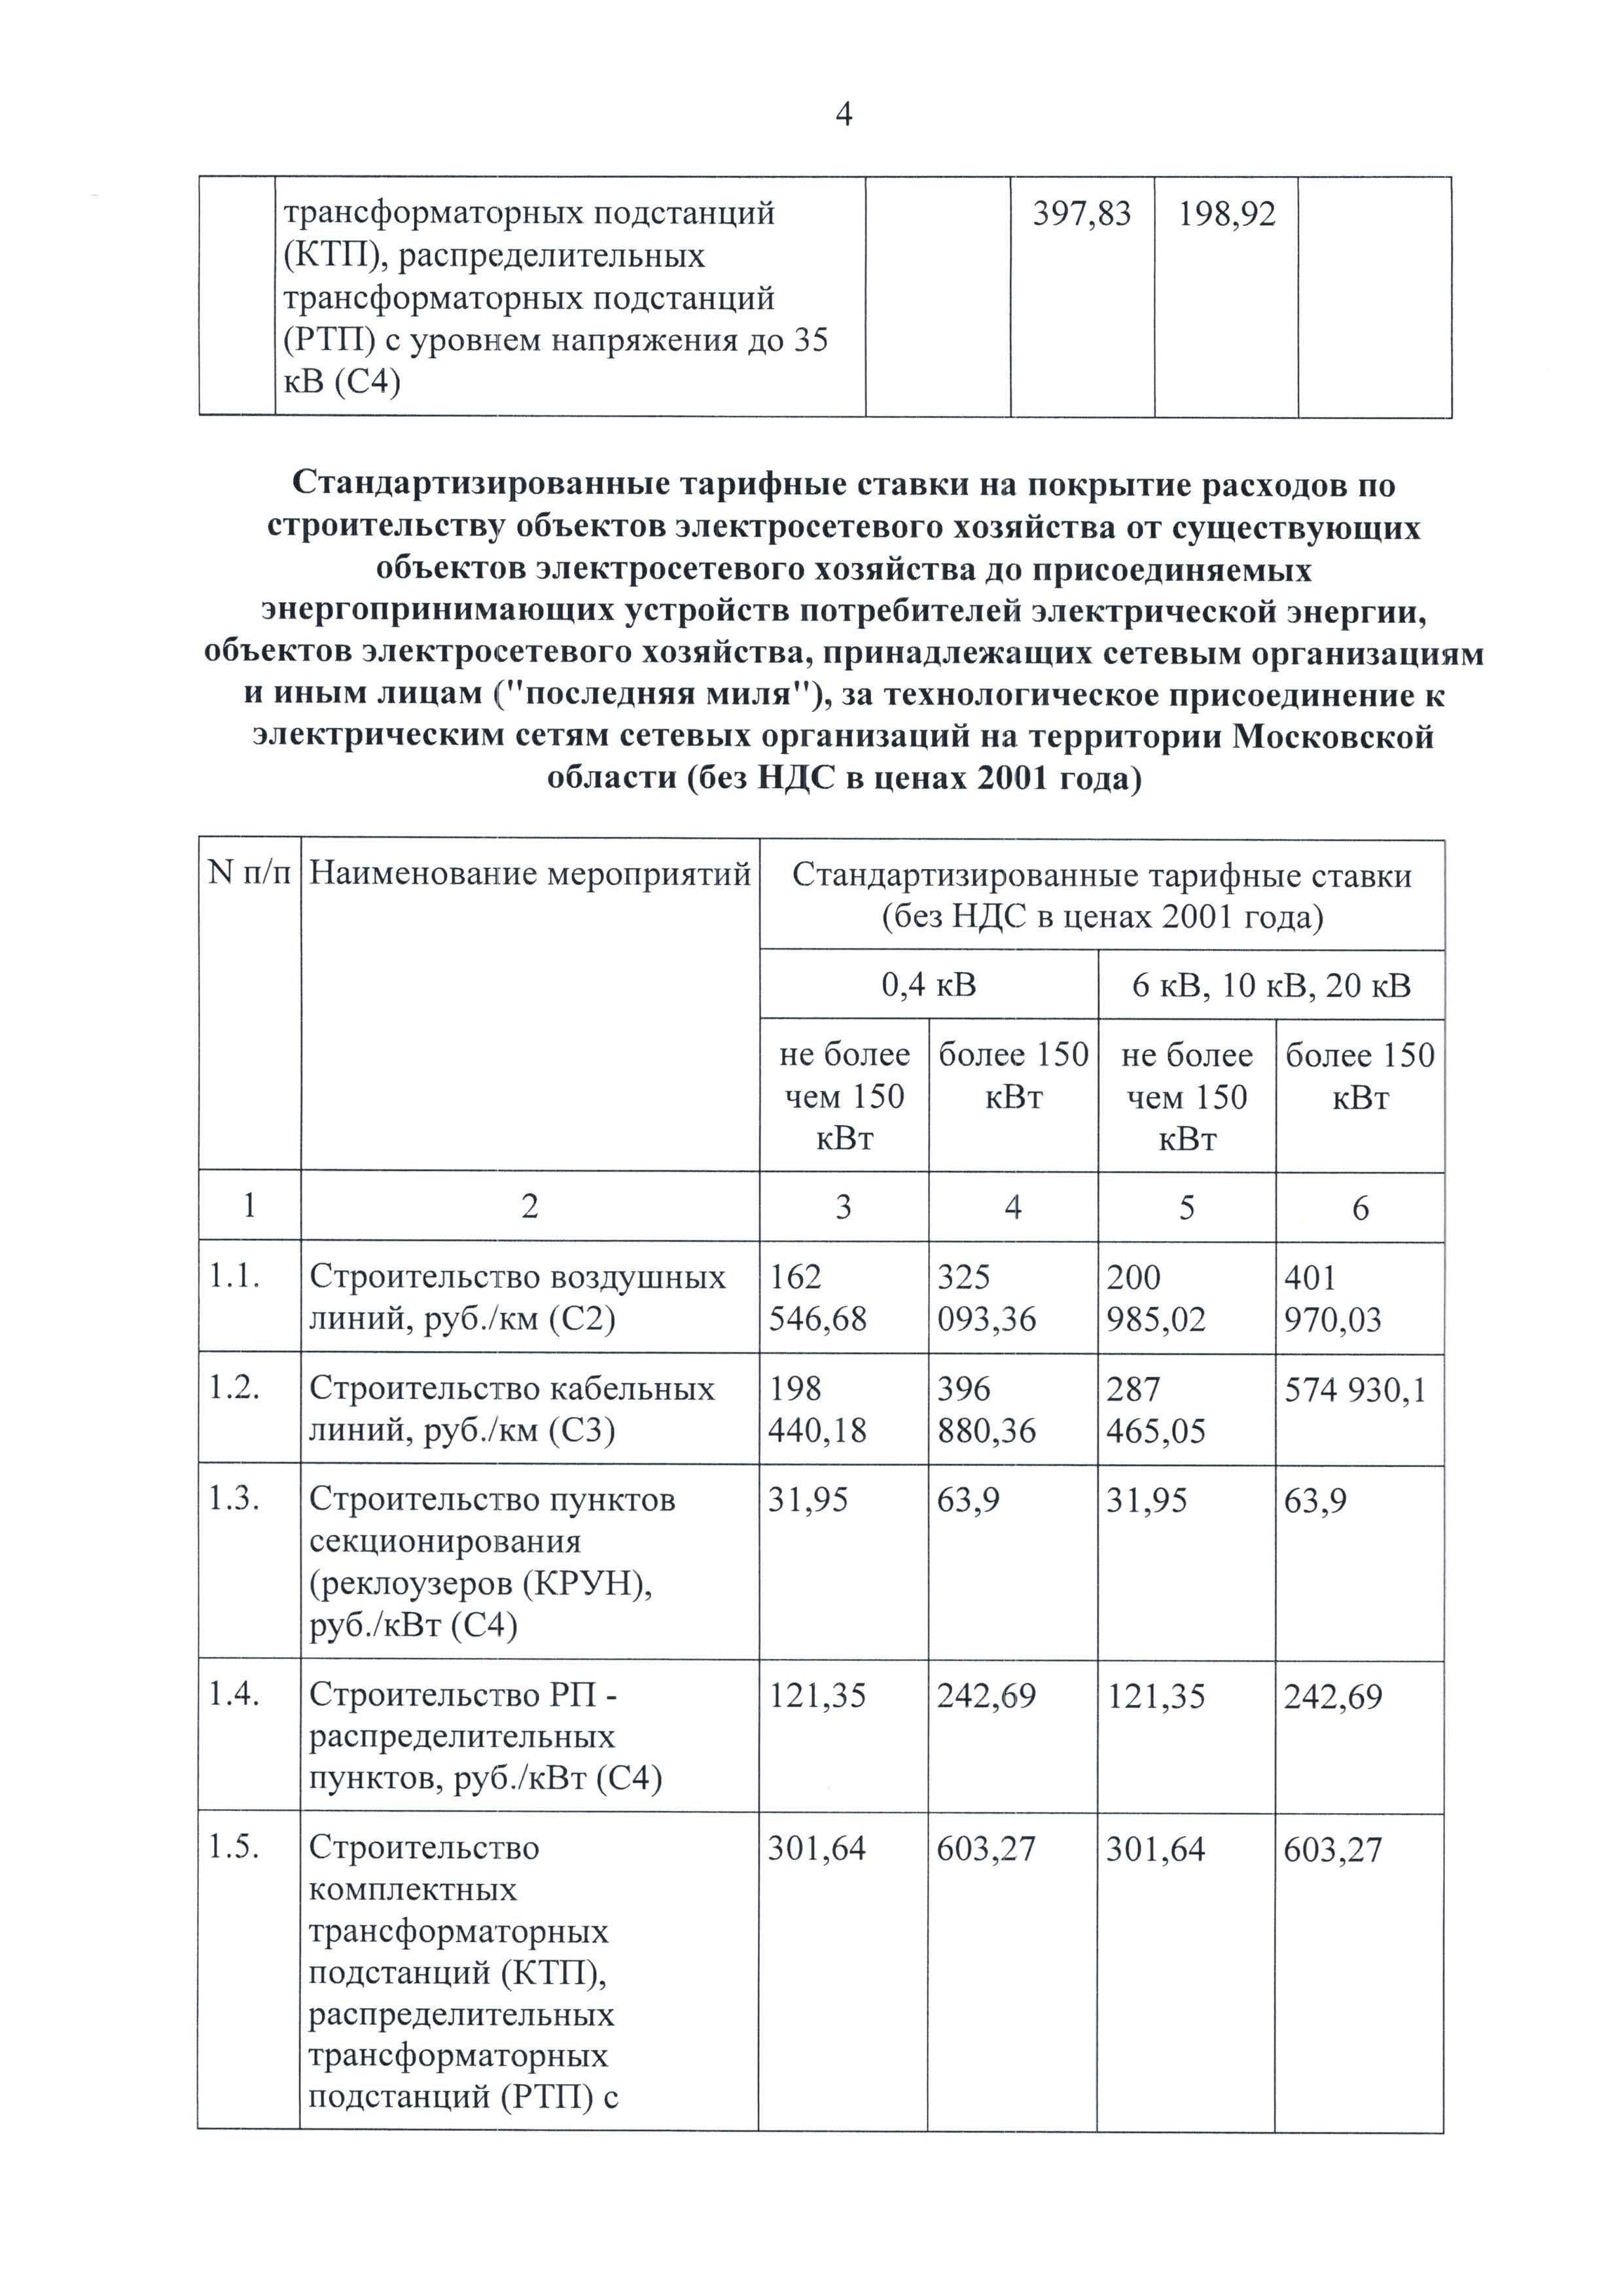 4
трансформаторных подстанций
(КТП), распределительных
трансформаторных подстанций
(РТП) с уровнем напряжения до 35
кВ (С4)
397,83
198,92
Стандартизированные тарифные ставки на покрытие расходов по
строительству объектов электросетевого хозяйства от существующих
объектов электросетевого хозяйства до присоединяемых
энергопринимающих устройств потребителей электрической энергии,
объектов электросетевого хозяйства, принадлежащих сетевым организациям
и иным лицам ("последняя миля"), за технологическое присоединение к
электрическим сетям сетевых организаций на территории Московской
области (без НДС в ценах 2001 года)
N п/п
Наименование мероприятий
Стандартизированные тарифные ставки
(без НДС в ценах 2001 года)
0,4 кВ
6 кВ, 10 кВ, 20 кВ
не более
чем 150
кВт
более 150
кВт
не более
чем 150
кВт
более 150
кВт
1
2
3
4
5
6
1.1.
Строительство воздушных
линий, руб./км (С2)
162
546,68
325
093,36
200
985,02
401
970,03
1.2.
Строительство кабельных
линий, руб./км (С3)
198
440,18
396
880,36
287
465,05
574 930,1
1.3.
Строительство пунктов
секционирования
(реклоузеров (КРУН),
руб./кВт (С4)
31,95
63,9
31,95
63,9
1.4.
Строительство РП -
распределительных
пунктов, руб./кВт (С4)
121,35
242,69
121,35
242,69
1.5.
Строительство
комплектных
трансформаторных
подстанций (КТП),
распределительных
трансформаторных
подстанций (РТП) с
301,64
603,27
301,64
603,27